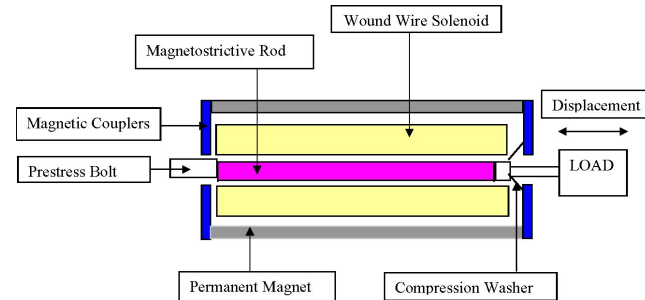 Wound Wire Solenoid
Magnetostrictive Rod
Displacement
Magnetic Couplers
Prestress Bolt
LOAD
Permanent Magnet
Compression Washer